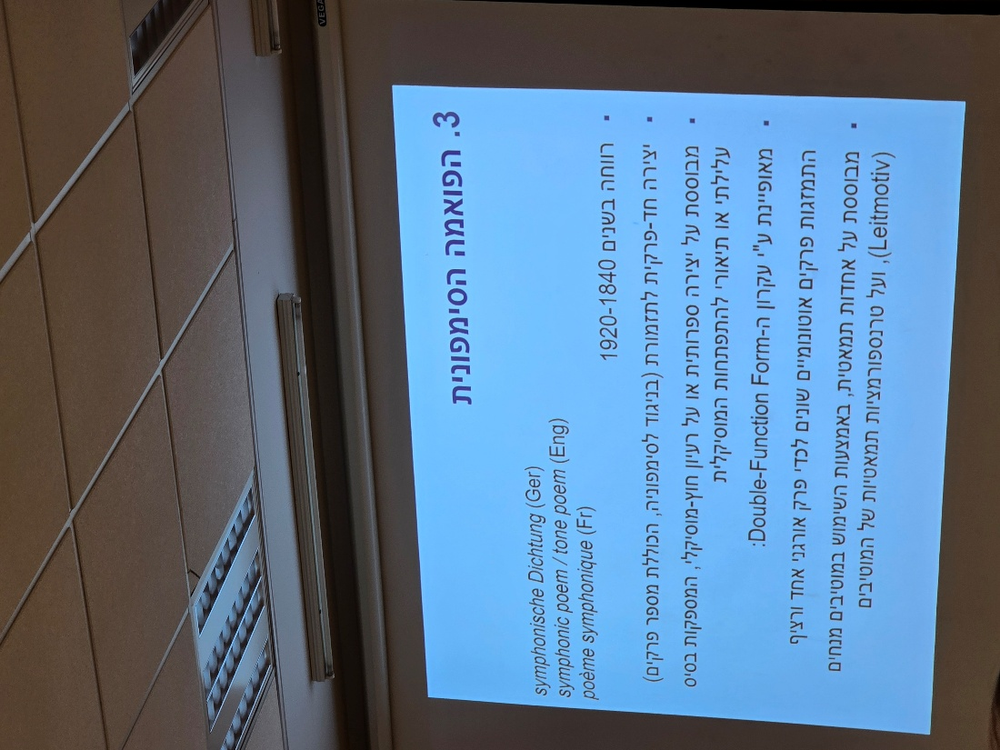 3. הפואמה הסימפונית
symphonische Dichtung (Ger)
symphonic poem / tone poem (Eng)
poème symphonique (Fr)
▪ רווחה בשנים 1920-1840
▪ יצירה חד-פרקית לתזמורת (בניגוד לסימפוניה, הכוללת מספר פרקים)
▪ מבוססת על יצירה ספרותית או על רעיון חוץ-מוסיקלי, המספקות בסיס
עלילתי או תיאורי להתפתחות המוסיקלית
▪ מאופיינת ע"י עקרון ה-Double-Function Form:
התמזגות פרקים אוטונומיים שונים לכדי פרק אורגני אחד ורציף
▪ מבוססת על אחדות תמאטית, באמצעות השימוש במוטיבים מנחים
(Leitmotiv), ועל טרנספורמציות תמאטיות של המוטיבים
VEGA